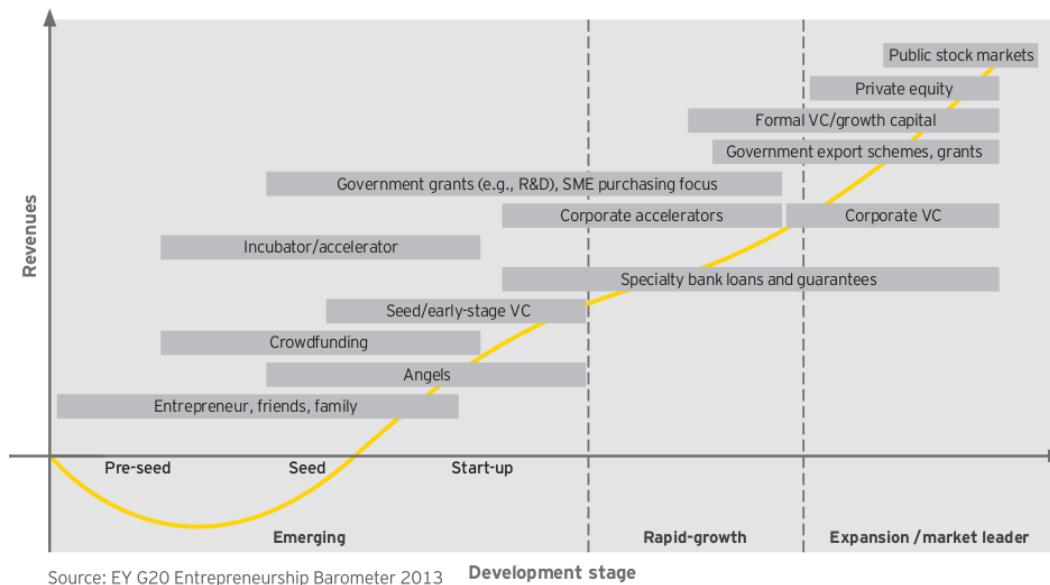 Revenues
Public stock markets
Private equity
Formal VC/growth capital
Government export schemes, grants
Government grants (e.g., R&D), SME purchasing focus
Corporate accelerators
Corporate VC
Incubator/accelerator
Specialty bank loans and guarantees
Seed/early-stage VC
Crowdfunding
Angels
Entrepreneur, friends, family
Pre-seed
Seed
Start-up
Emerging
Rapid-growth
Expansion /market leader
Source: EY G20 Entrepreneurship Barometer 2013
Development stage